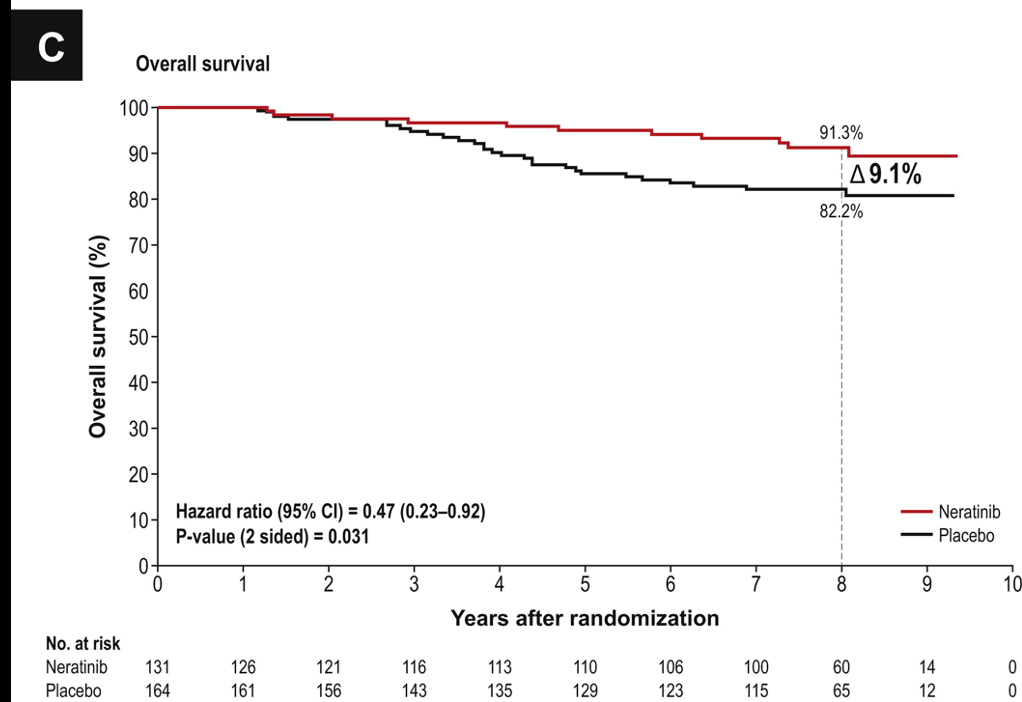 C
Overall survival
100
90
80
70
60
50
40
30
20
10
0
Overall survival (%)
91.3%
Δ 9.1%
82.2%
Hazard ratio (95% CI) = 0.47 (0.23–0.92)
P-value (2 sided) = 0.031
Neratinib
Placebo
0 1 2 3 4 5 6 7 8 9 10
Years after randomization
No. at risk
Neratinib 131 126 121 116 113 110 106 100 60 14 0
Placebo 164 161 156 143 135 129 123 115 65 12 0